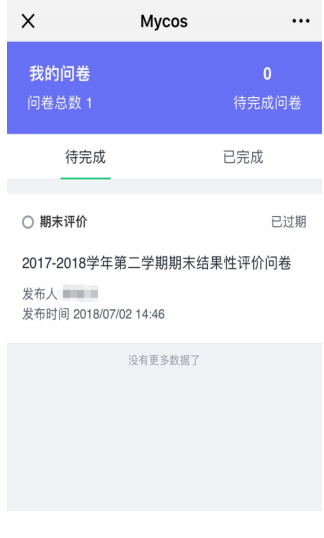 Mycos
我的问卷
0
问卷总数 1
待完成问卷
待完成
已完成
期末评价
已过期
2017-2018学年第二学期期末结果性评价问卷
发布人
发布时间 2018/07/02 14:46
没有更多数据了